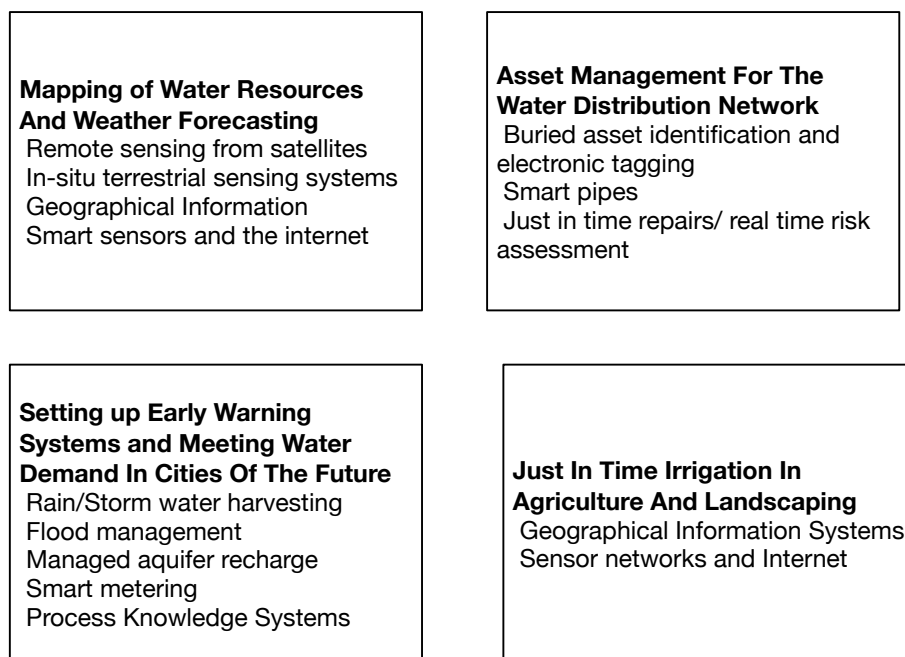 Mapping of Water Resources
And Weather Forecasting
Remote sensing from satellites
In-situ terrestrial sensing systems
Geographical Information
Smart sensors and the internet
Asset Management For The
Water Distribution Network
Buried asset identification and
electronic tagging
Smart pipes
Just in time repairs/ real time risk
assessment
Setting up Early Warning
Systems and Meeting Water
Demand In Cities Of The Future
Rain/Storm water harvesting
Flood management
Managed aquifer recharge
Smart metering
Process Knowledge Systems
Just In Time Irrigation In
Agriculture And Landscaping
Geographical Information Systems
Sensor networks and Internet